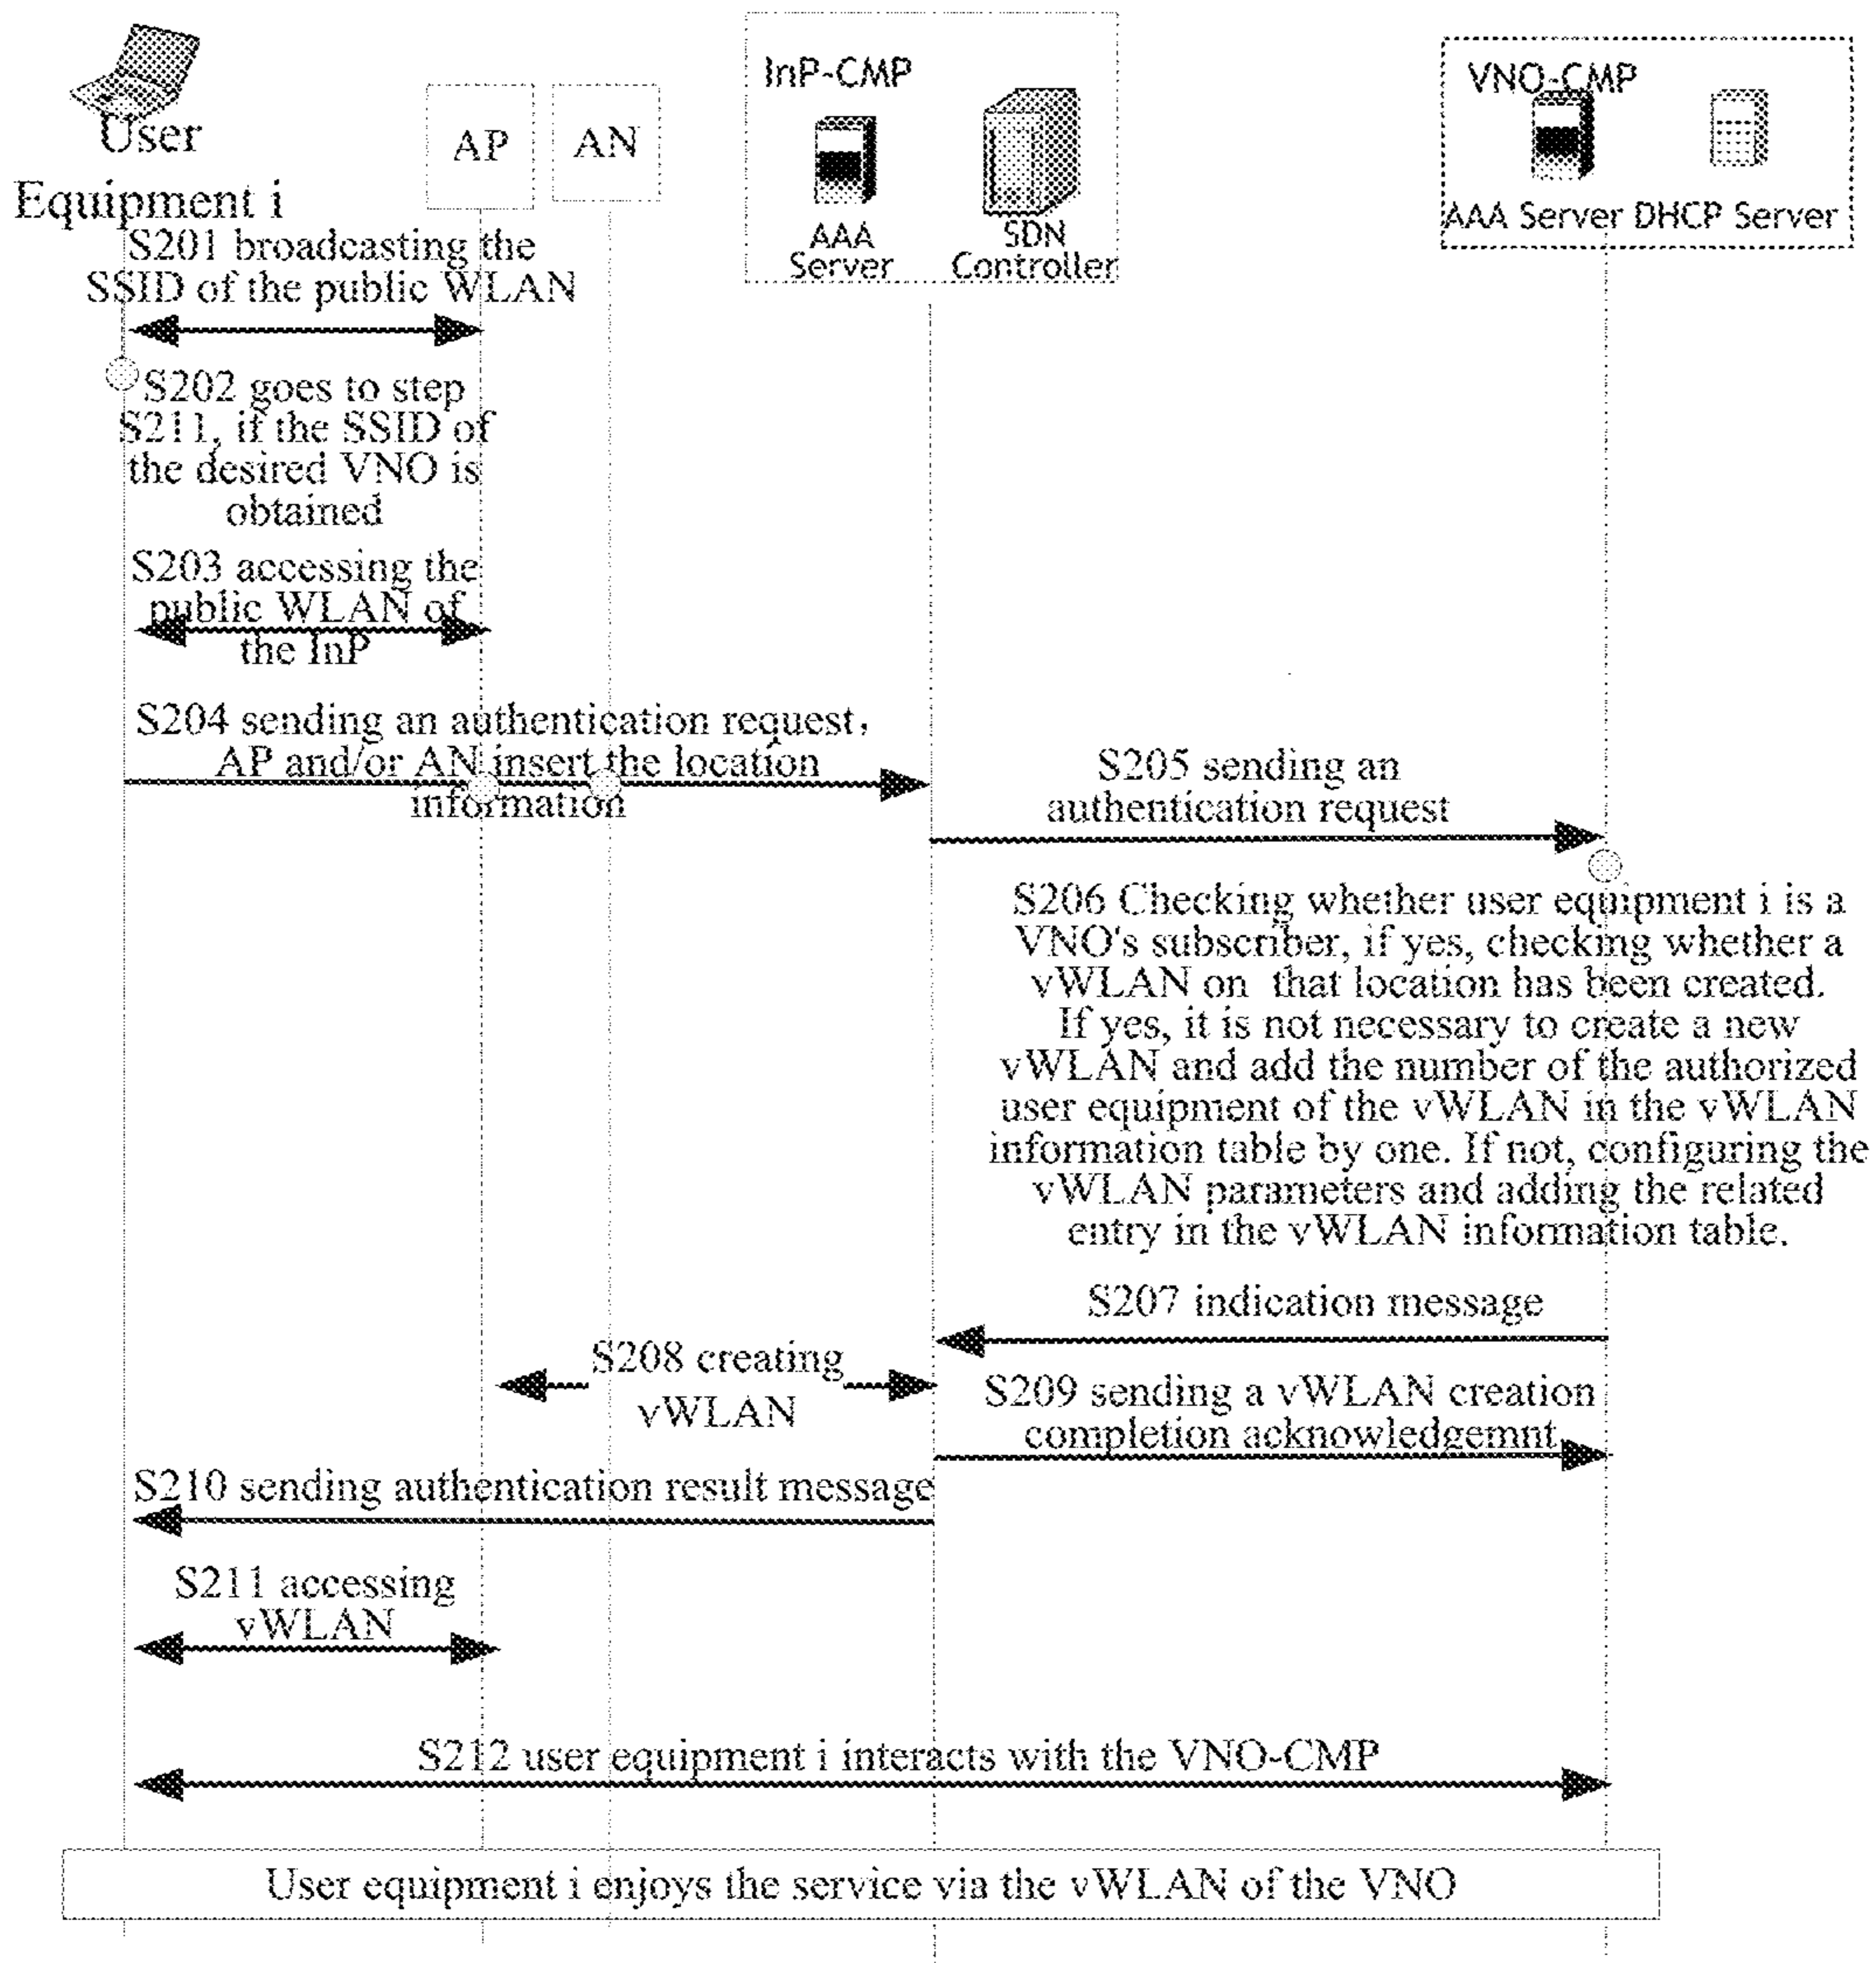 User
Equipment i
AP
AN
InP-CMP
AAA
Server
SDN
Controller
VNO-CMP
AAA Server
DHCP Server
S201 broadcasting the
SSID of the public WLAN
S202 goes to step
S211, if the SSID of
the desired VNO is
obtained
S203 accessing the
public WLAN of
the InP
S204 sending an authentication request,
AP and/or AN insert the location
information
S205 sending an
authentication request
S206 Checking whether user equipment i is a
VNO's subscriber, if yes, checking whether a
vWLAN on that location has been created.
If yes, it is not necessary to create a new
vWLAN and add the number of the authorized
user equipment of the vWLAN in the vWLAN
information table by one. If not, configuring the
vWLAN parameters and adding the related
entry in the vWLAN information table.
S207 indication message
S208 creating
vWLAN
S209 sending a vWLAN creation
completion acknowledgemnt
S210 sending authentication result message
S211 accessing
vWLAN
S212 user equipment i interacts with the VNO-CMP
User equipment i enjoys the service via the vWLAN of the VNO